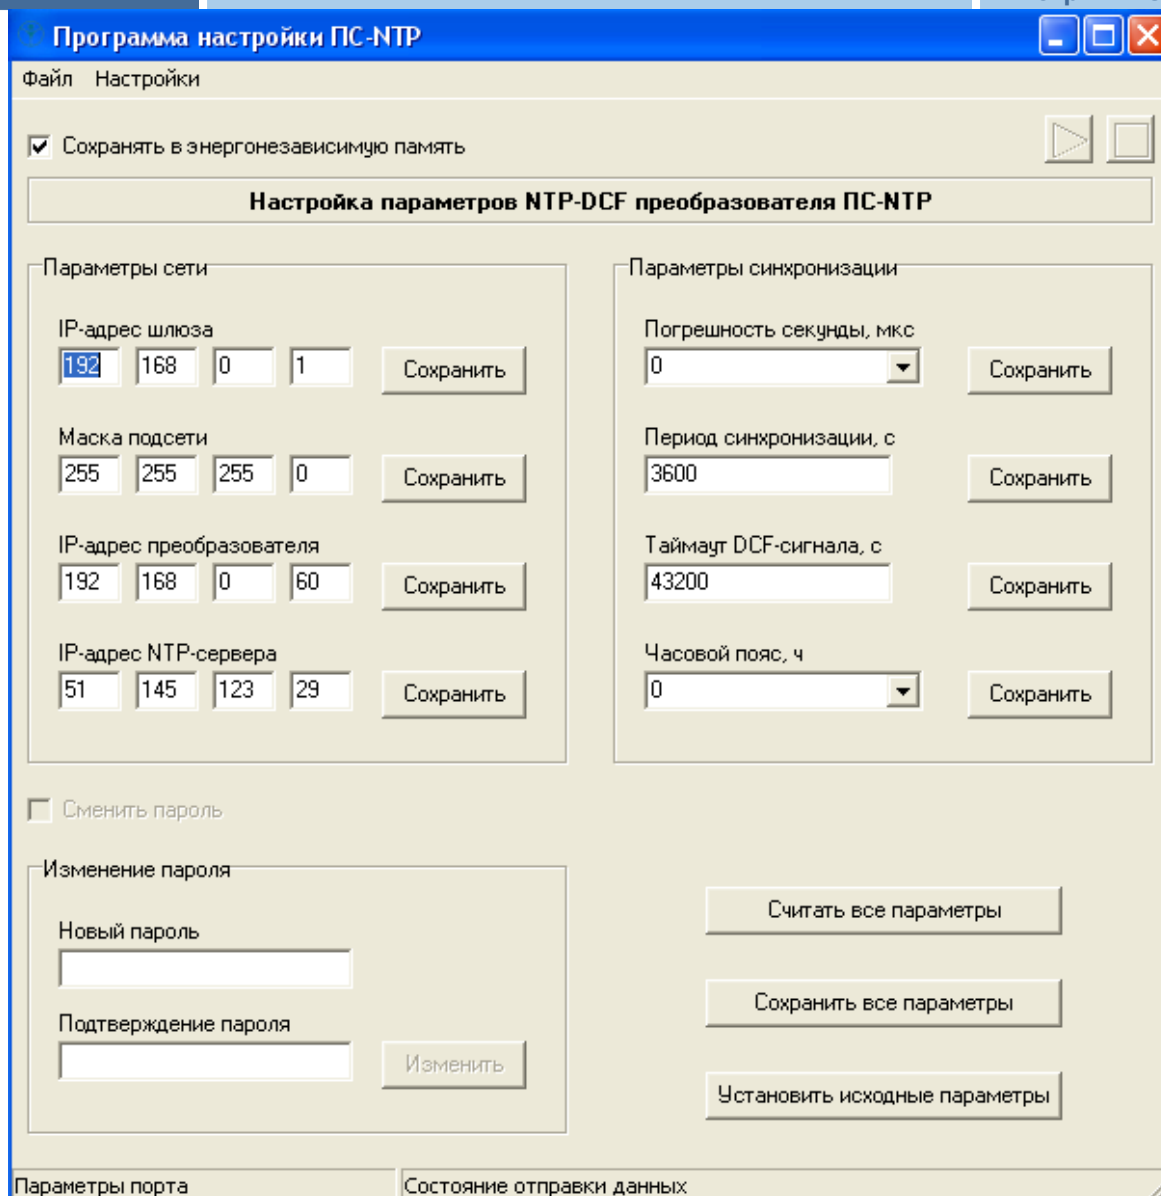 Программа настройки ПС-NTP
Файл Настройки
Сохранять в энергонезависимую память
Настройка параметров NTP-DCF преобразователя ПС-NTP
Параметры сети
IP-адрес шлюза
192 168 0 1 Сохранить
Маска подсети
255 255 255 0 Сохранить
IP-адрес преобразователя
192 168 0 60 Сохранить
IP-адрес NTP-сервера
51 145 123 29 Сохранить
Параметры синхронизации
Погрешность секунды, мкс
0 Сохранить
Период синхронизации, с
3600 Сохранить
Таймаут DCF-сигнала, с
43200 Сохранить
Часовой пояс, ч
0 Сохранить
Сменить пароль
Изменение пароля
Новый пароль
Подтверждение пароля
Изменить
Считать все параметры
Сохранить все параметры
Установить исходные параметры
Параметры порта
Состояние отправки данных